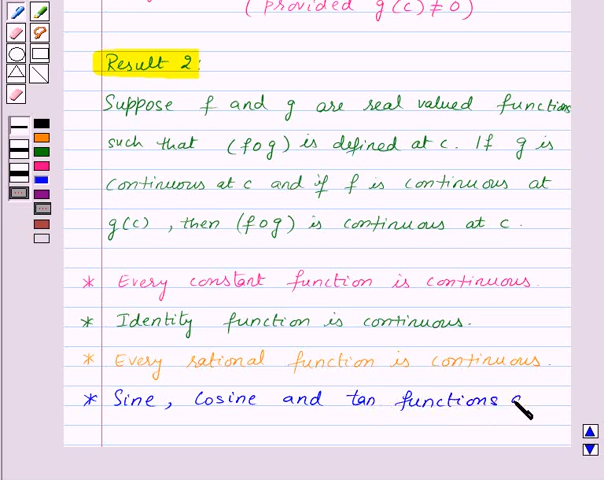 (Provided g(c) ≠ 0)
Result 2:
Suppose f and g are real valued functions
such that (fog) is defined at c. If g is
continuous at c and if f is continuous at
g(c), then (fog) is continuous at c.
* Every constant function is continuous.
* Identity function is continuous.
* Every rational function is continuous.
* Sine, Cosine and tan functions